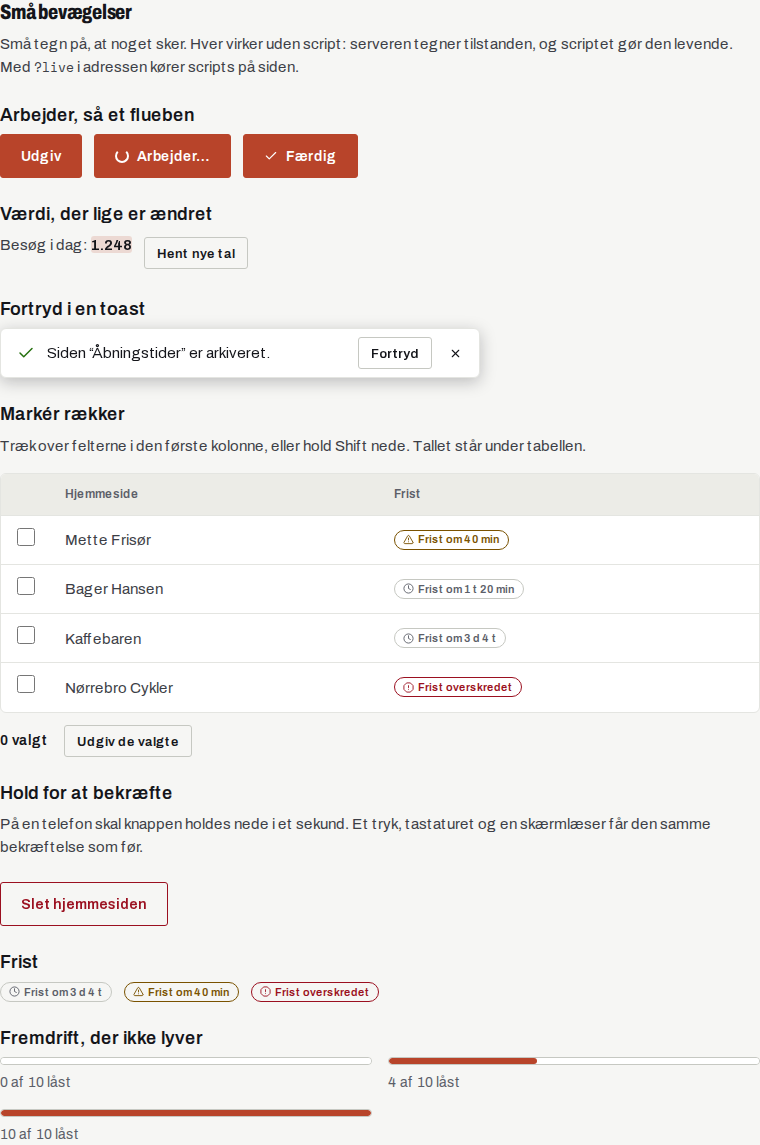 Små bevægelser
Små tegn på, at noget sker. Hver virker uden script: serveren tegner tilstanden, og scriptet gør den levende.
Med ?live i adressen kører scripts på siden.
Arbejder, så et flueben
Udgiv
Arbejder…
Færdig
Værdi, der lige er ændret
Besøg i dag: 1.248
Hent nye tal
Fortryd i en toast
Siden “Åbningstider” er arkiveret.
Fortryd
Markér rækker
Træk over felterne i den første kolonne, eller hold Shift nede. Tallet står under tabellen.
Hjemmeside Frist
Mette Frisør Frist om 40 min
Bager Hansen Frist om 1 t 20 min
Kaffebaren Frist om 3 d 4 t
Nørrebro Cykler Frist overskredet
0 valgt
Udgiv de valgte
Hold for at bekræfte
På en telefon skal knappen holdes nede i et sekund. Et tryk, tastaturet og en skærmlæser får den samme
bekræftelse som før.
Slet hjemmesiden
Frist
Frist om 3 d 4 t
Frist om 40 min
Frist overskredet
Fremdrift, der ikke lyver
0 af 10 låst
4 af 10 låst
10 af 10 låst